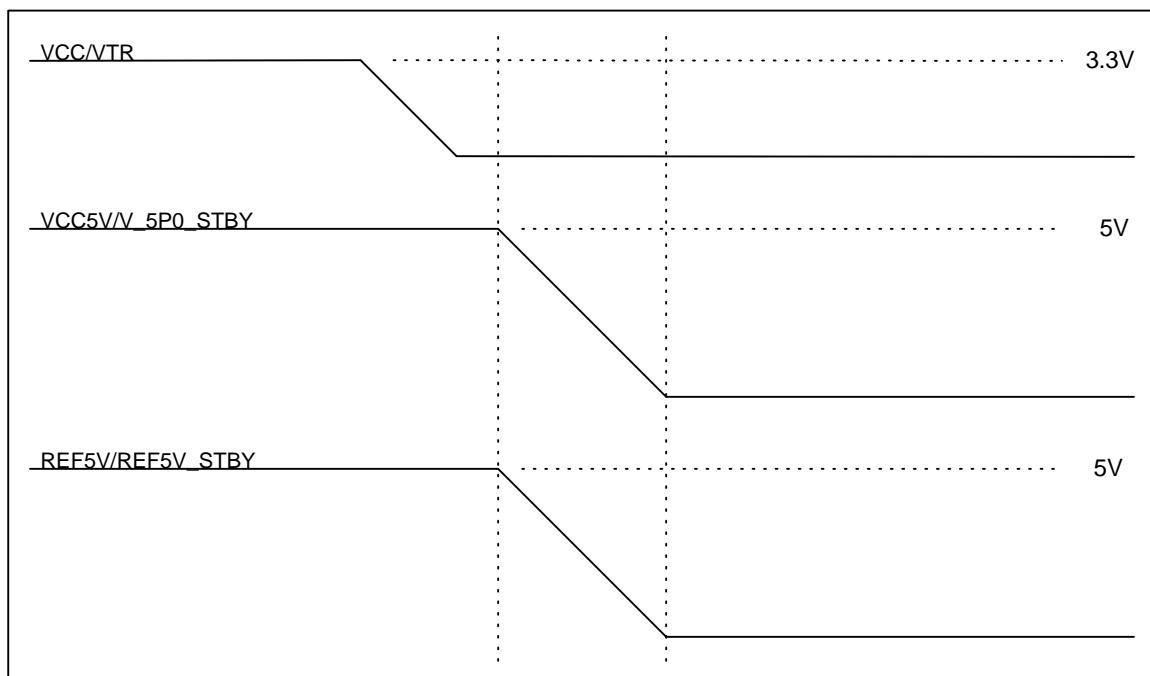 VCC/VTR
3.3V
VCC5V/V_5P0_STBY
5V
REF5V/REF5V_STBY
5V